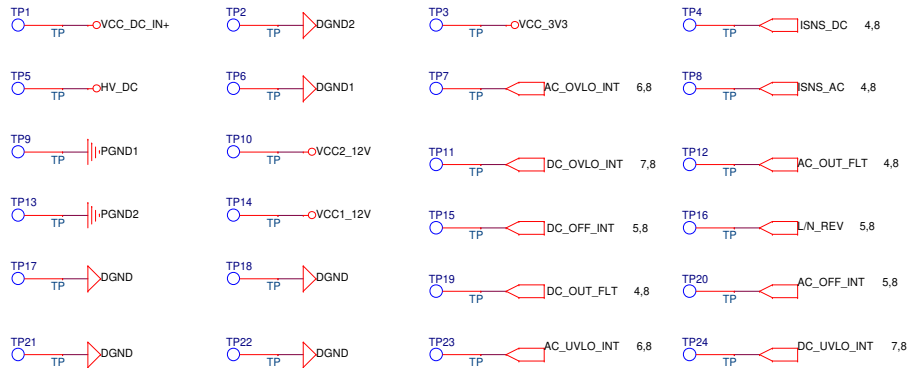 TP1 TP2 TP3 TP4
VCC_DC_IN+ DGND2 VCC_3V3 ISNS_DC 4,8
TP TP TP TP
TP5 TP6 TP7 TP8
HV_DC DGND1 AC_OVLO_INT 6,8 ISNS_AC 4,8
TP TP TP TP
TP9 TP10 TP11 TP12
PGND1 VCC2_12V DC_OVLO_INT 7,8 AC_OUT_FLT 4,8
TP TP TP TP
TP13 TP14 TP15 TP16
PGND2 VCC1_12V DC_OFF_INT 5,8 L/N_REV 5,8
TP TP TP TP
TP17 TP18 TP19 TP20
DGND DGND DC_OUT_FLT 4,8 AC_OFF_INT 5,8
TP TP TP TP
TP21 TP22 TP23 TP24
DGND DGND AC_UVLO_INT 6,8 DC_UVLO_INT 7,8
TP TP TP TP